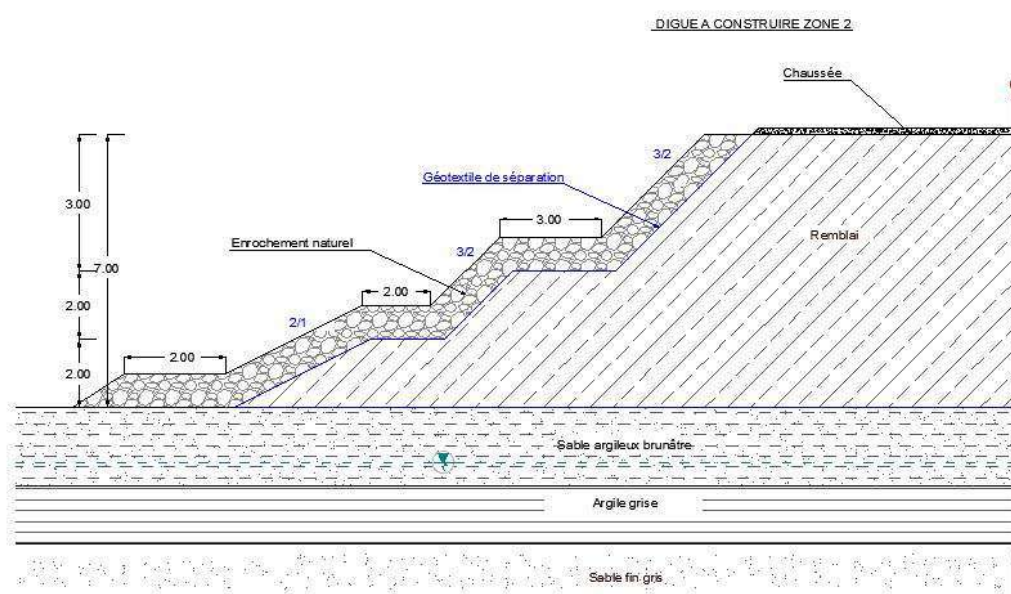 DIGUE A CONSTRUIRE ZONE 2
Chaussée
3/2
Géotextile de séparation
3.00
3.00
Remblai
Enrochement naturel
3/2
7.00
2.00
2.00
2/1
2.00
2.00
Sable argileux brunâtre
Argile grise
Sable fin gris